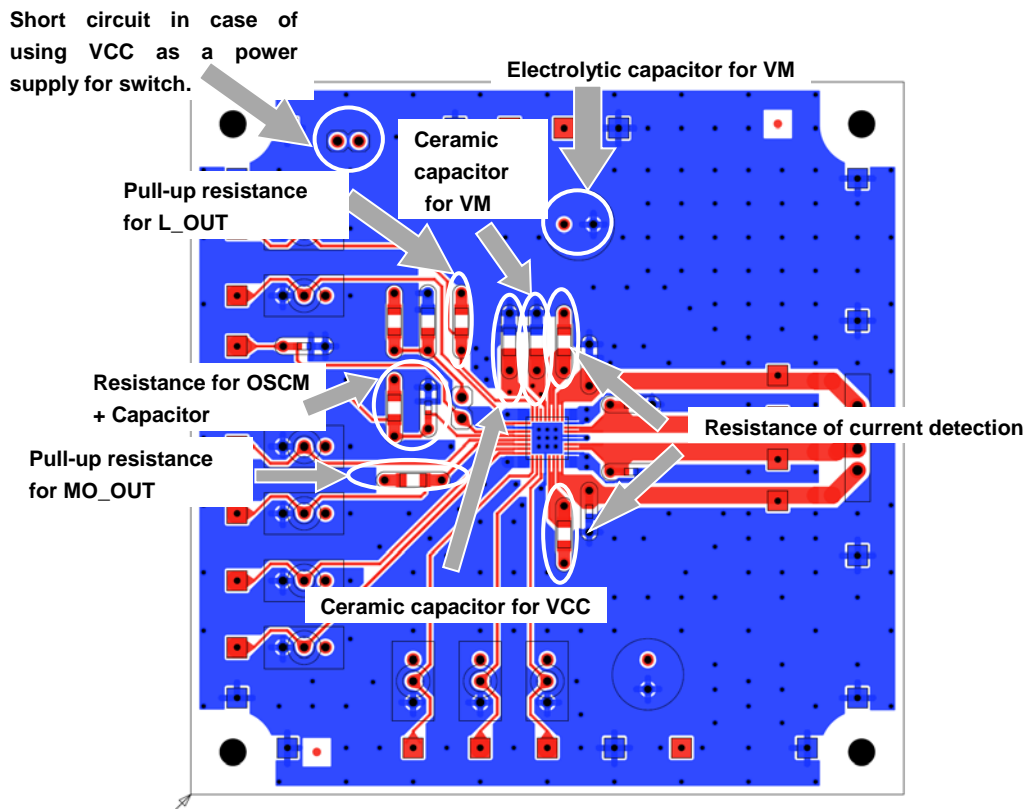 Short circuit in case of
using VCC as a power
supply for switch.
Electrolytic capacitor for VM
Ceramic
capacitor
for VM
Pull-up resistance
for L_OUT
Resistance for OSCM
+ Capacitor
Resistance of current detection
Pull-up resistance
for MO_OUT
Ceramic capacitor for VCC